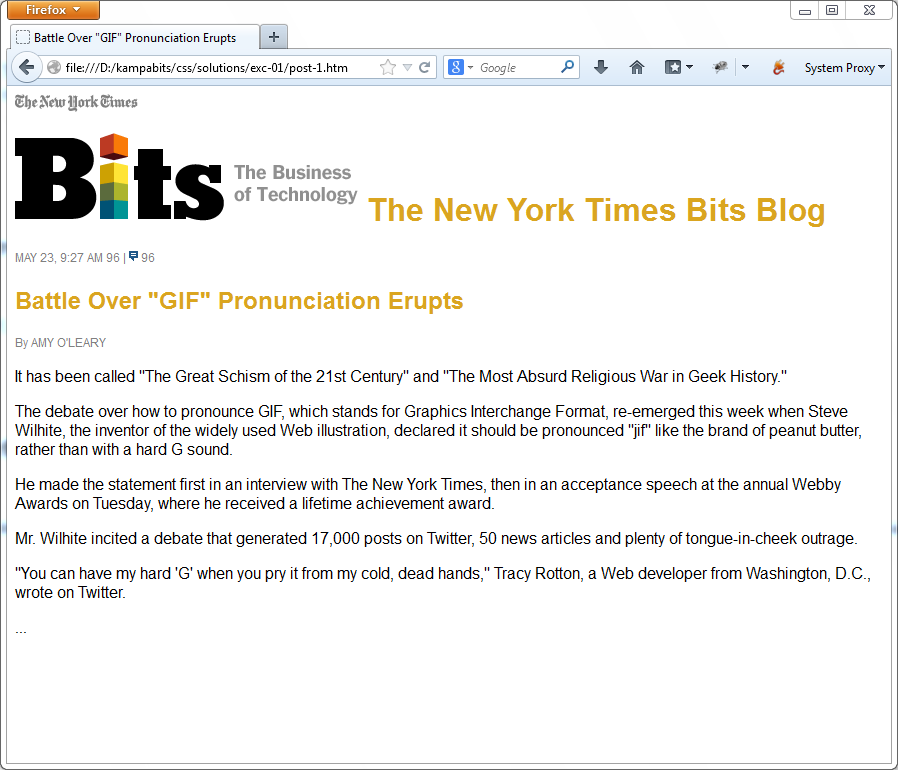 Firefox
Battle Over "GIF" Pronunciation Erupts
file:///D:/kampabits/css/solutions/exc-01/post-1.htm
Google
System Proxy
The New York Times
Bits
The Business
of Technology
The New York Times Bits Blog
MAY 23, 9:27 AM 96 | 96
Battle Over "GIF" Pronunciation Erupts
By AMY O'LEARY
It has been called "The Great Schism of the 21st Century" and "The Most Absurd Religious War in Geek History."
The debate over how to pronounce GIF, which stands for Graphics Interchange Format, re-emerged this week when Steve
Wilhite, the inventor of the widely used Web illustration, declared it should be pronounced "jif" like the brand of peanut butter,
rather than with a hard G sound.
He made the statement first in an interview with The New York Times, then in an acceptance speech at the annual Webby
Awards on Tuesday, where he received a lifetime achievement award.
Mr. Wilhite incited a debate that generated 17,000 posts on Twitter, 50 news articles and plenty of tongue-in-cheek outrage.
"You can have my hard 'G' when you pry it from my cold, dead hands," Tracy Rotton, a Web developer from Washington, D.C.,
wrote on Twitter.
...